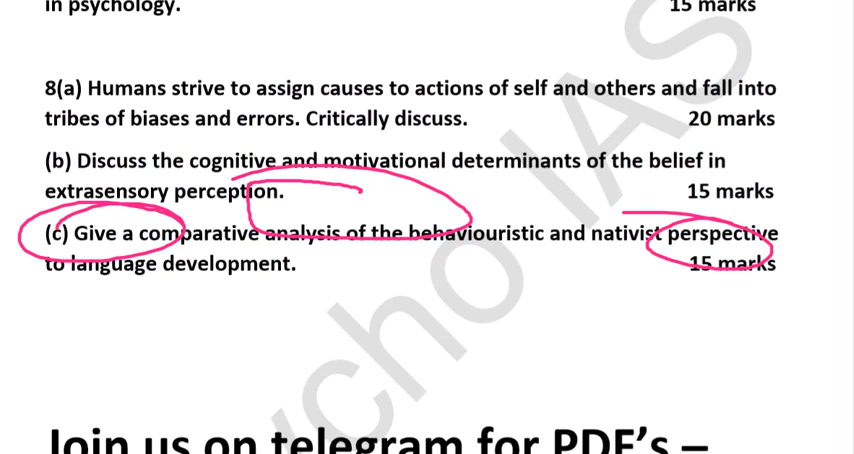 in psychology. 15 marks
8(a) Humans strive to assign causes to actions of self and others and fall into
tribes of biases and errors. Critically discuss. 20 marks
(b) Discuss the cognitive and motivational determinants of the belief in
extrasensory perception. 15 marks
(c) Give a comparative analysis of the behaviouristic and nativist perspective
to language development. 15 marks
cho IAS
Join us on telegram for PDF's –